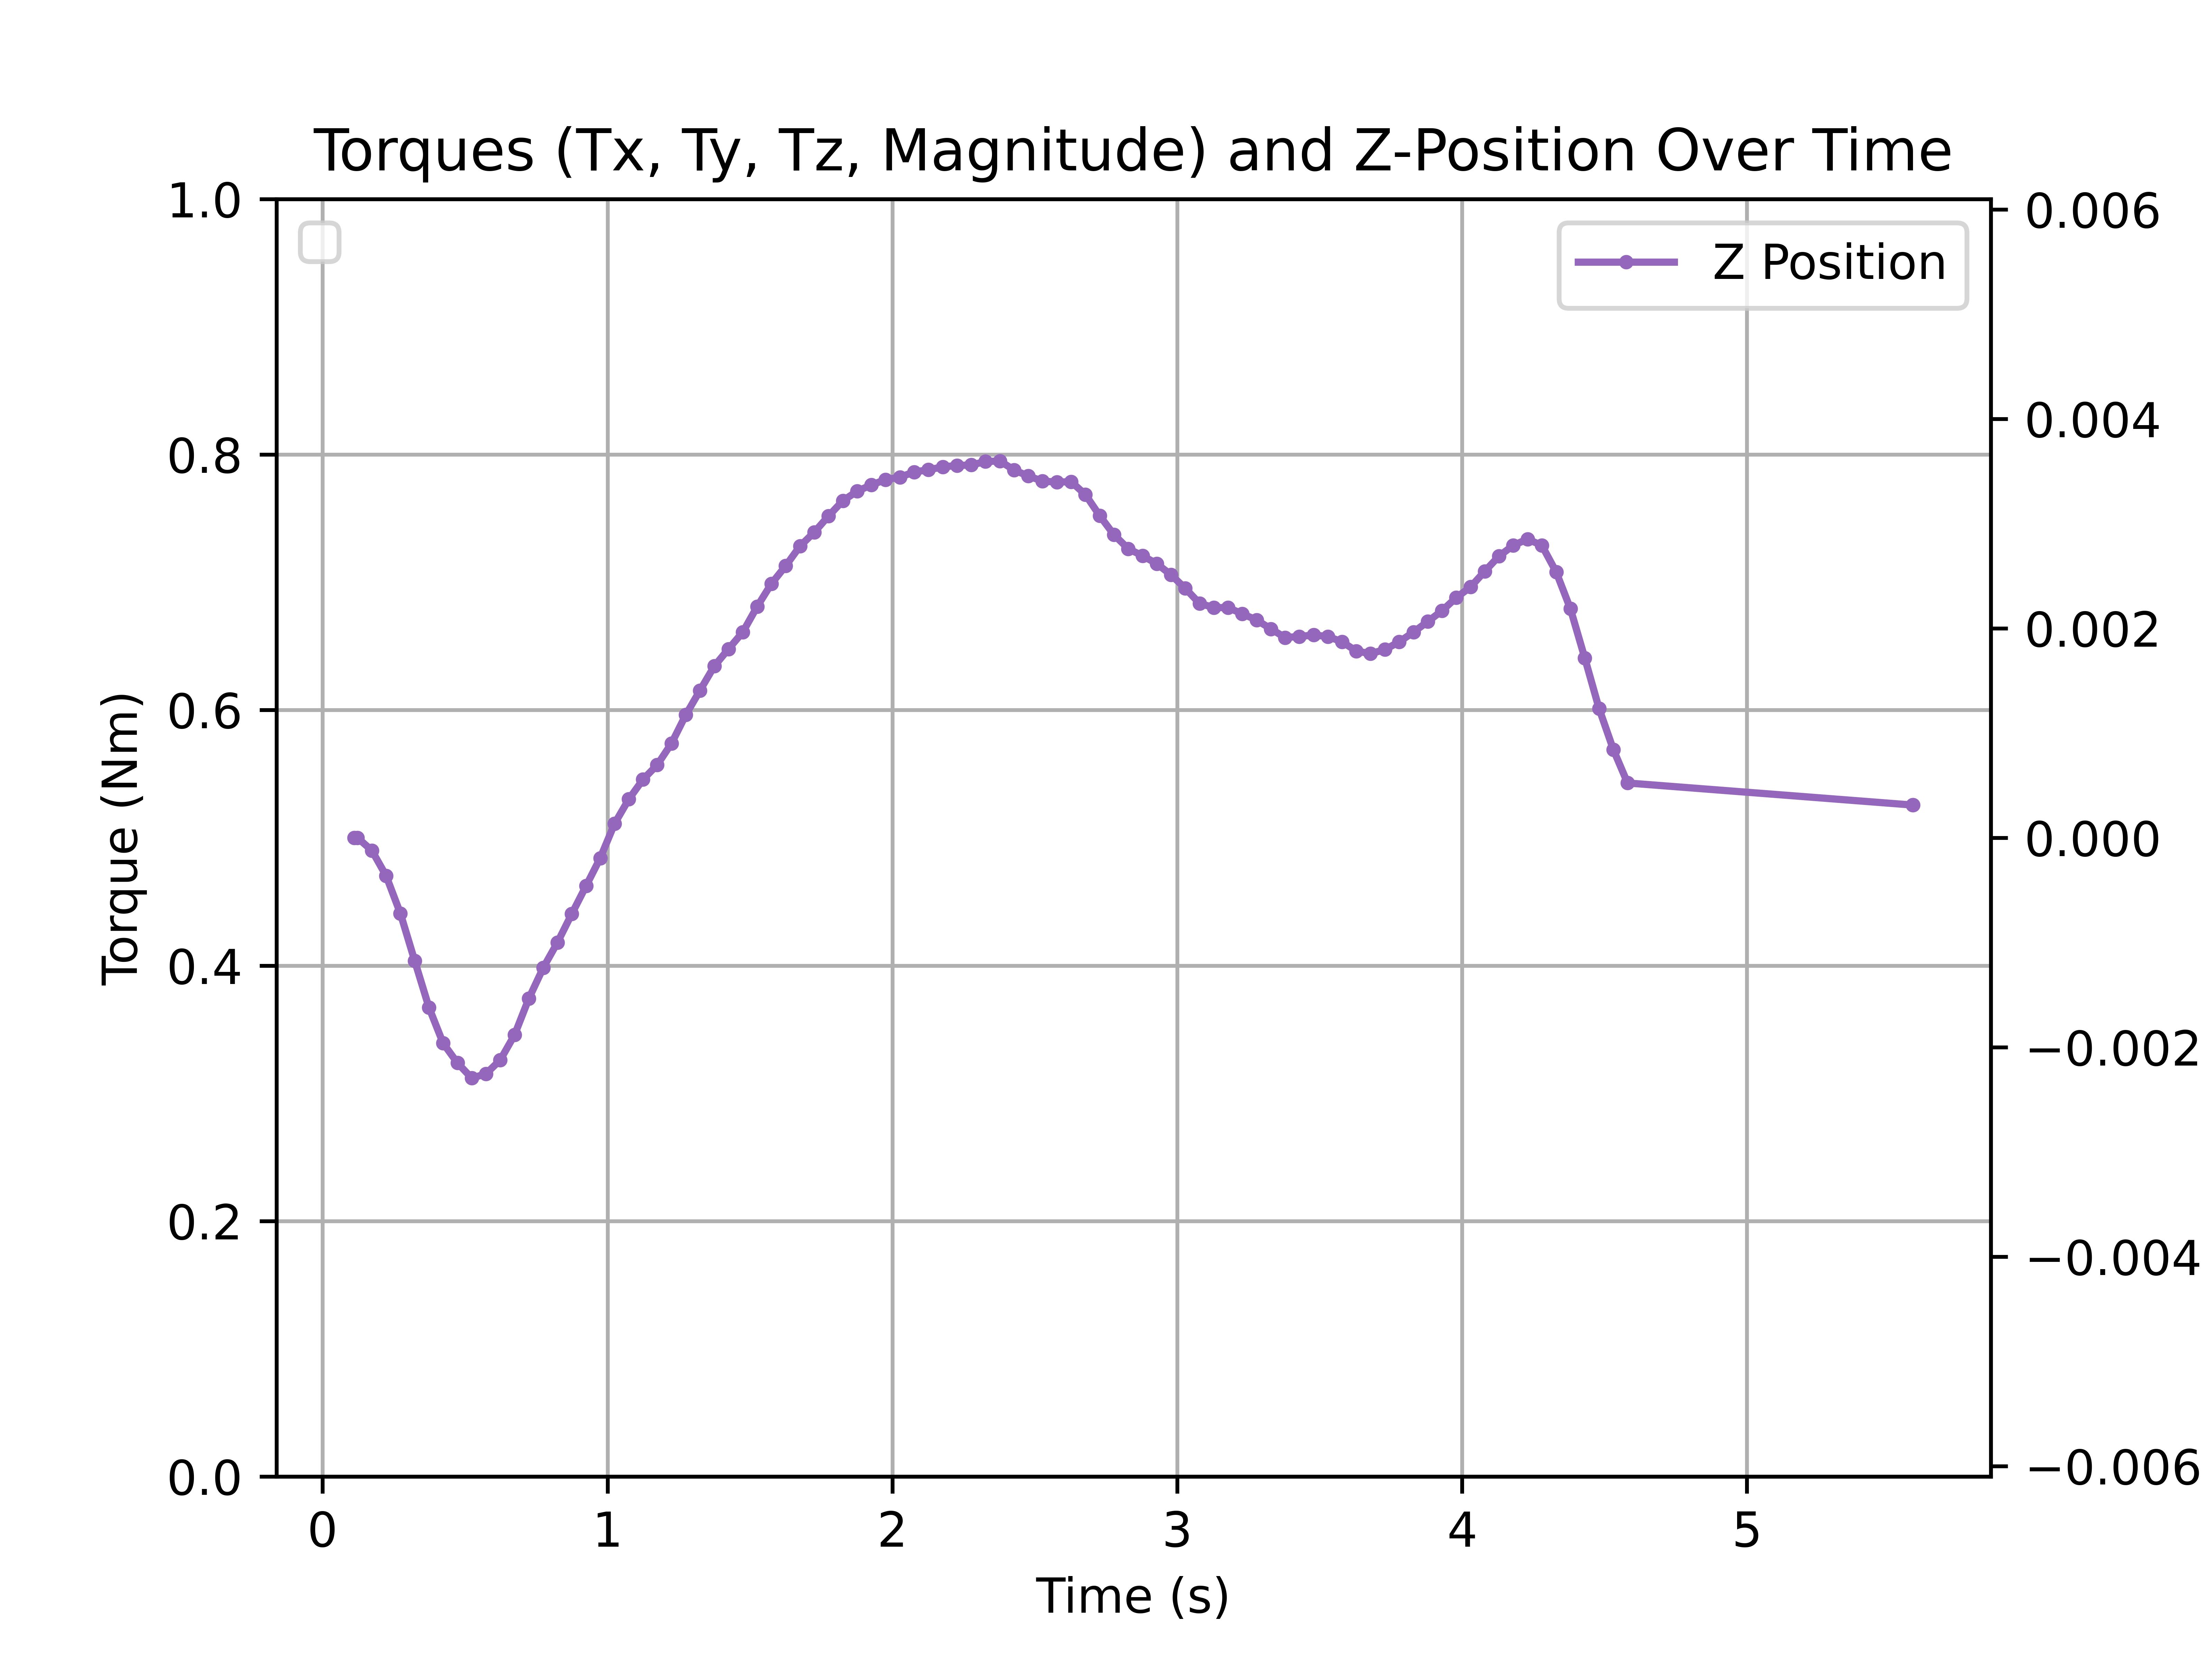 Torques (Tx, Ty, Tz, Magnitude) and Z-Position Over Time
Z Position
1.0
0.8
0.6
0.4
0.2
0.0
Torque (Nm)
0.006
0.004
0.002
0.000
−0.002
−0.004
−0.006
0 1 2 3 4 5
Time (s)